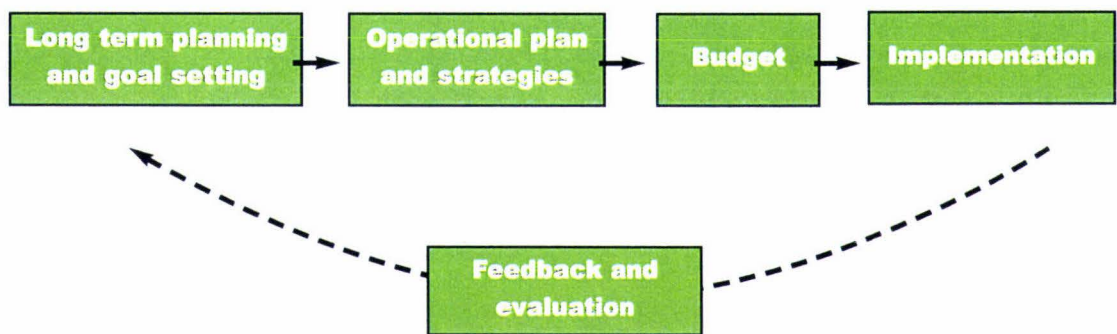 Long term planning
and goal setting
Operational plan
and strategies
Budget
Implementation
Feedback and
evaluation